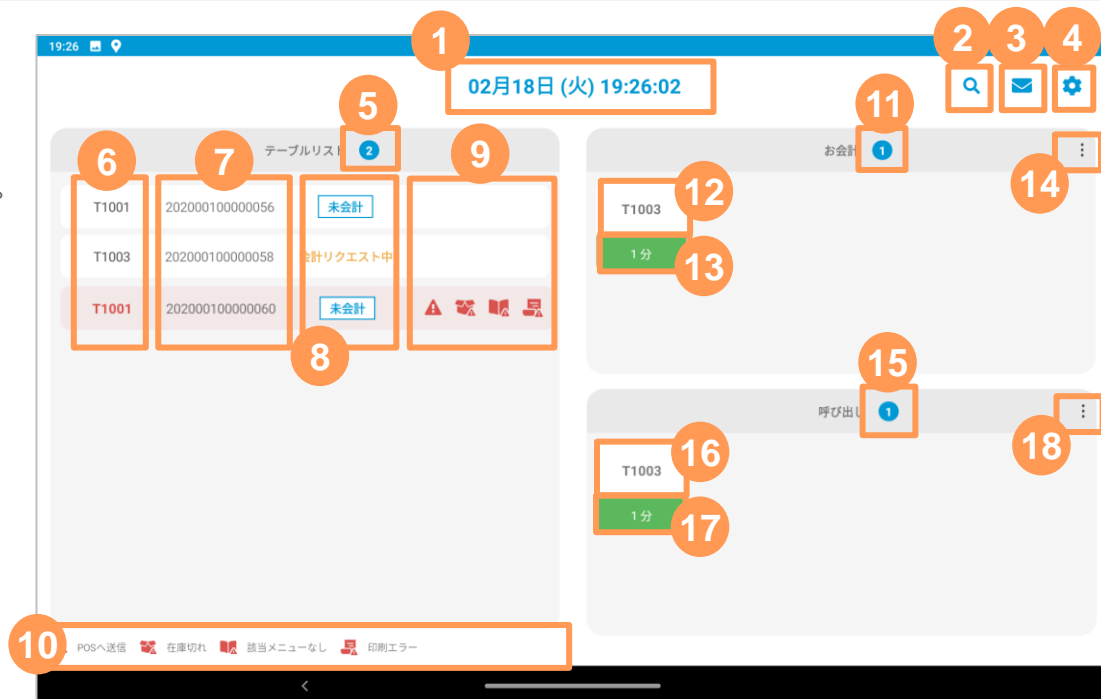 19:26
1
02月18日 (火) 19:26:02
2
3
4
5
テーブルリスト 2
6
7
8
9
T1001 202000100000056 未会計
T1003 202000100000058 会計リクエスト中
T1001 202000100000060 未会計
10
POSへ送信 在庫切れ 該当メニューなし 印刷エラー
11
お会計 1
12
T1003
13
1 分
14
15
呼び出し 1
16
T1003
17
1 分
18